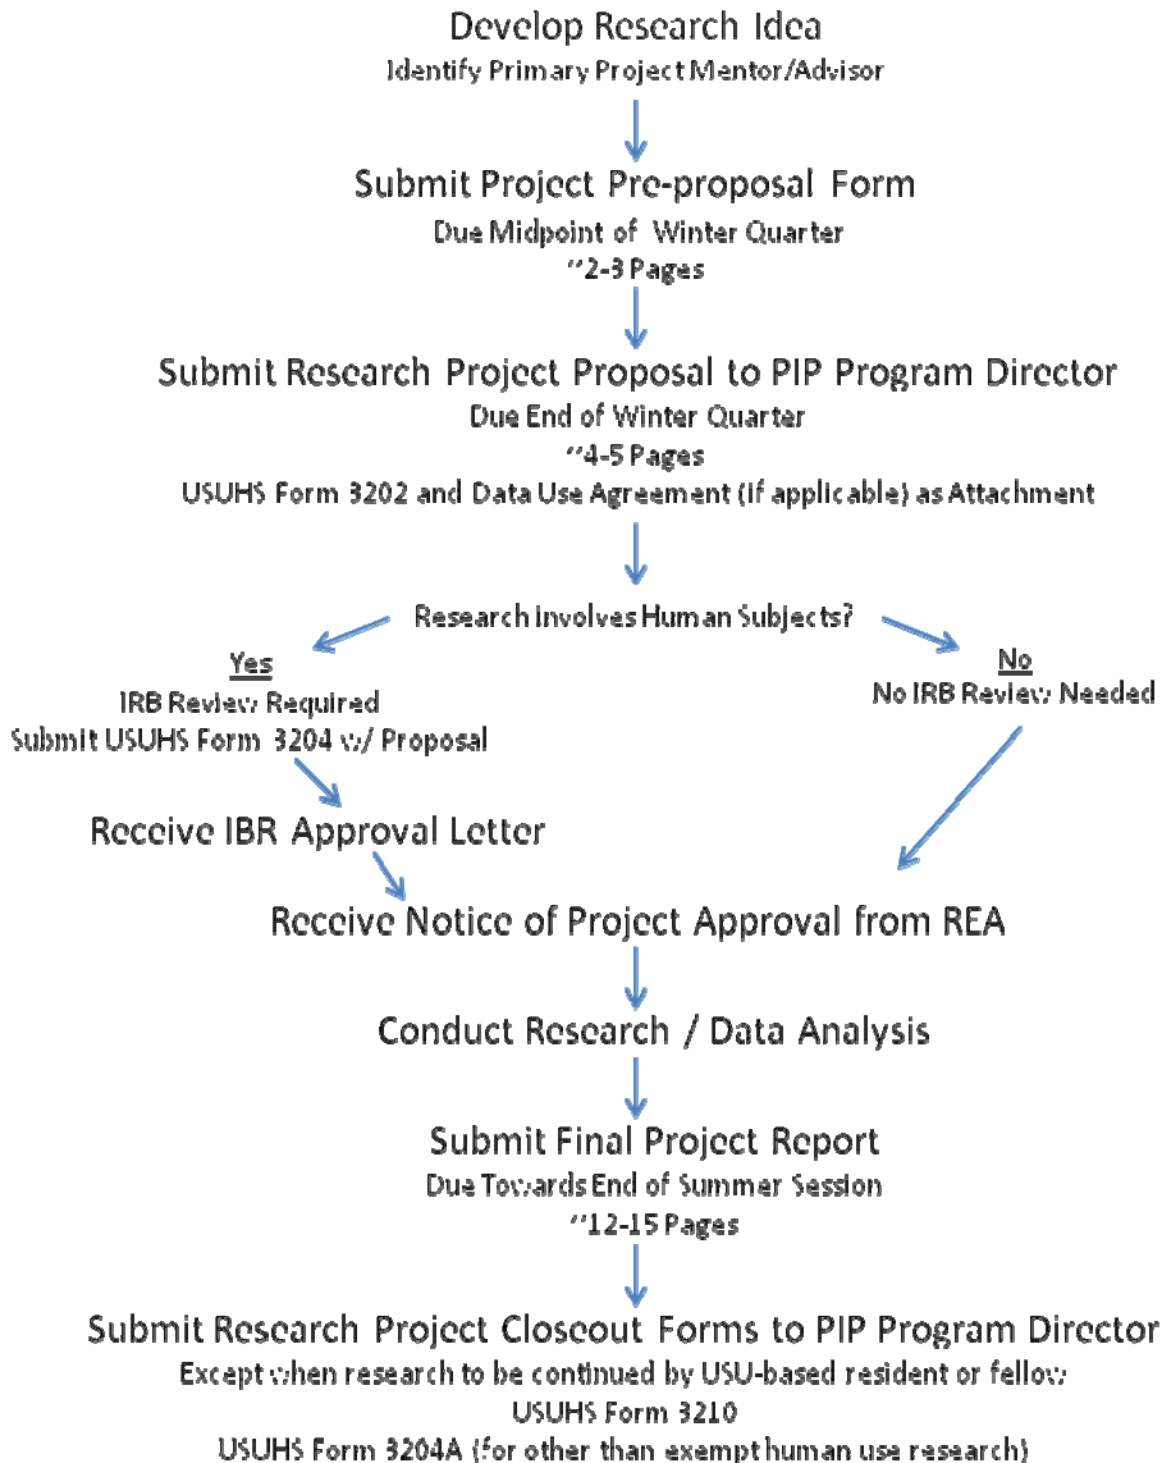 Develop Research Idea
Identify Primary Project Mentor/Advisor
Submit Project Pre-proposal Form
Due Midpoint of Winter Quarter
~2-3 Pages
Submit Research Project Proposal to PIP Program Director
Due End of Winter Quarter
~4-5 Pages
USUHS Form 3202 and Data Use Agreement (if applicable) as Attachment
Research involves Human Subjects?
Yes
IRB Review Required
Submit USUHS Form 3204 w/ Proposal
No
No IRB Review Needed
Receive IBR Approval Letter
Receive Notice of Project Approval from REA
Conduct Research / Data Analysis
Submit Final Project Report
Due Towards End of Summer Session
~12-15 Pages
Submit Research Project Closeout Forms to PIP Program Director
Except when research to be continued by USU-based resident or fellow
USUHS Form 3210
USUHS Form 3204A (for other than exempt human use research)